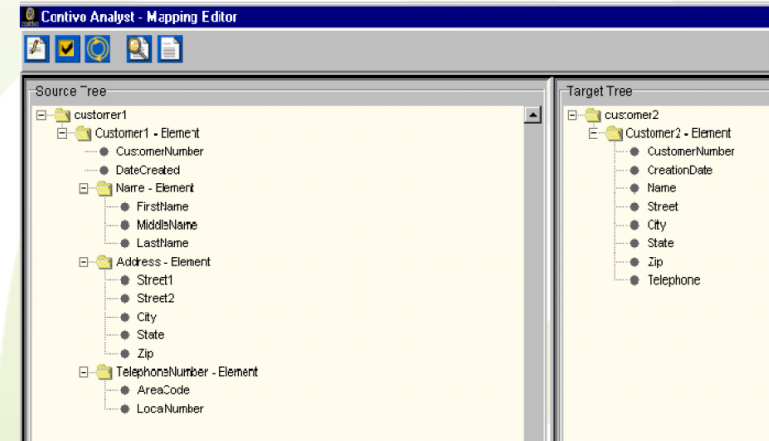 Contivo Analyst - Mapping Editor
Source Tree
customer1
Customer1 - Element
CustomerNumber
DateCreated
Name - Element
FirstName
MiddleName
LastName
Address - Element
Street1
Street2
City
State
Zip
TelephoneNumber - Element
AreaCode
LocalNumber
Target Tree
customer2
Customer2 - Element
CustomerNumber
CreationDate
Name
Street
City
State
Zip
Telephone